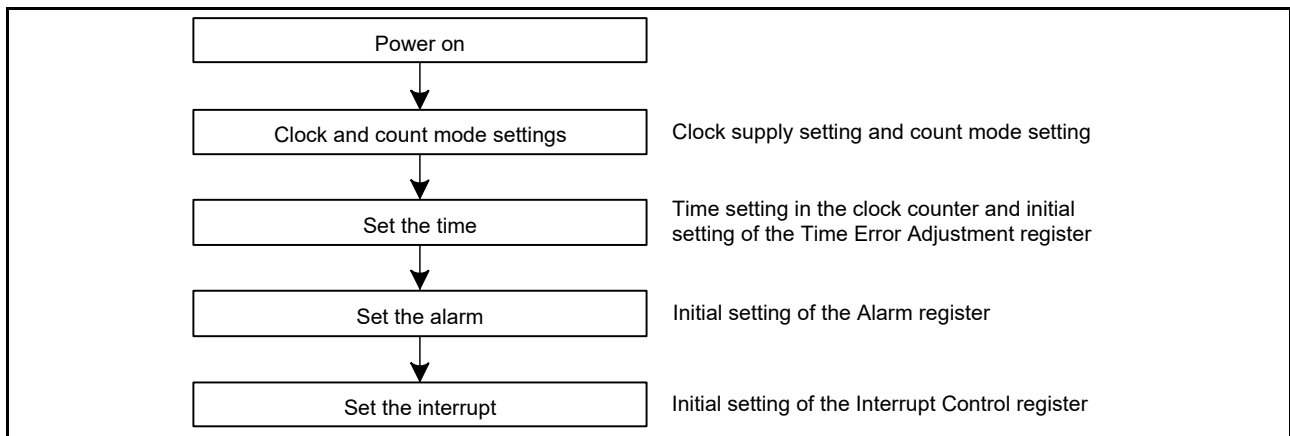 Power on
Clock and count mode settings
Clock supply setting and count mode setting
Set the time
Time setting in the clock counter and initial
setting of the Time Error Adjustment register
Set the alarm
Initial setting of the Alarm register
Set the interrupt
Initial setting of the Interrupt Control register